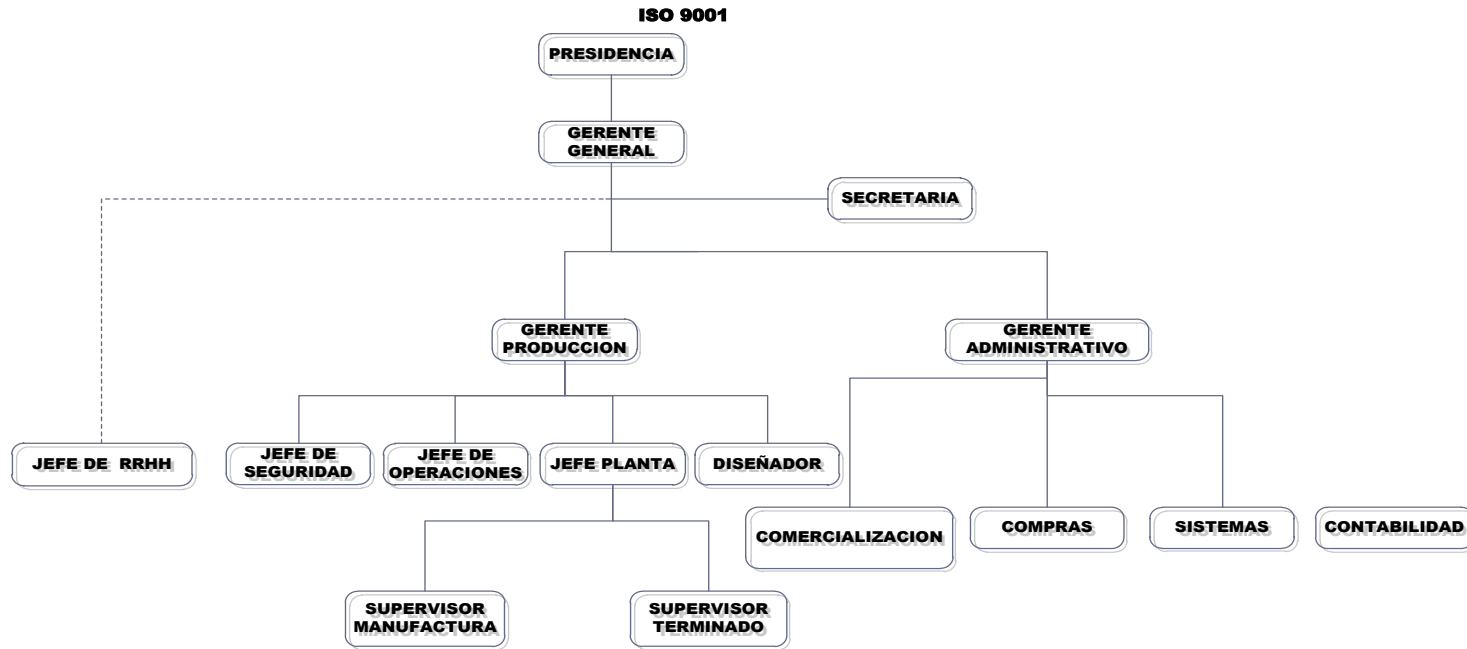 ISO 9001
PRESIDENCIA
GERENTE
GENERAL
SECRETARIA
GERENTE
PRODUCCION
GERENTE
ADMINISTRATIVO
JEFE DE RRHH
JEFE DE
SEGURIDAD
JEFE DE
OPERACIONES
JEFE PLANTA
DISEÑADOR
COMERCIALIZACION
COMPRAS
SISTEMAS
CONTABILIDAD
SUPERVISOR
MANUFACTURA
SUPERVISOR
TERMINADO